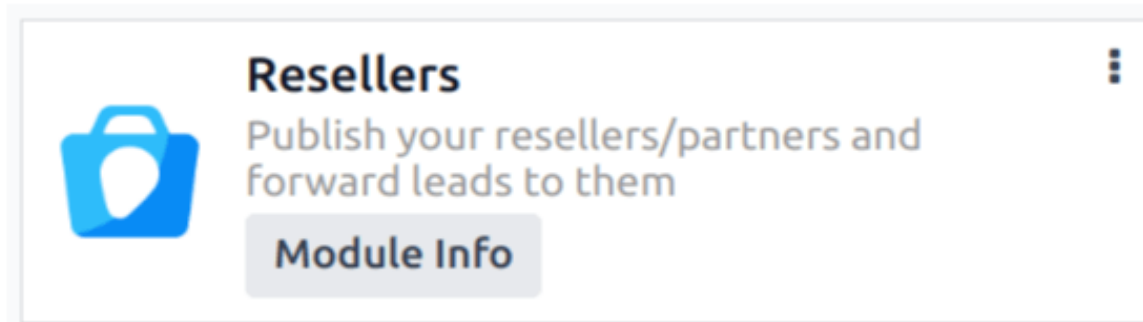 Resellers
Publish your resellers/partners and
forward leads to them
Module Info